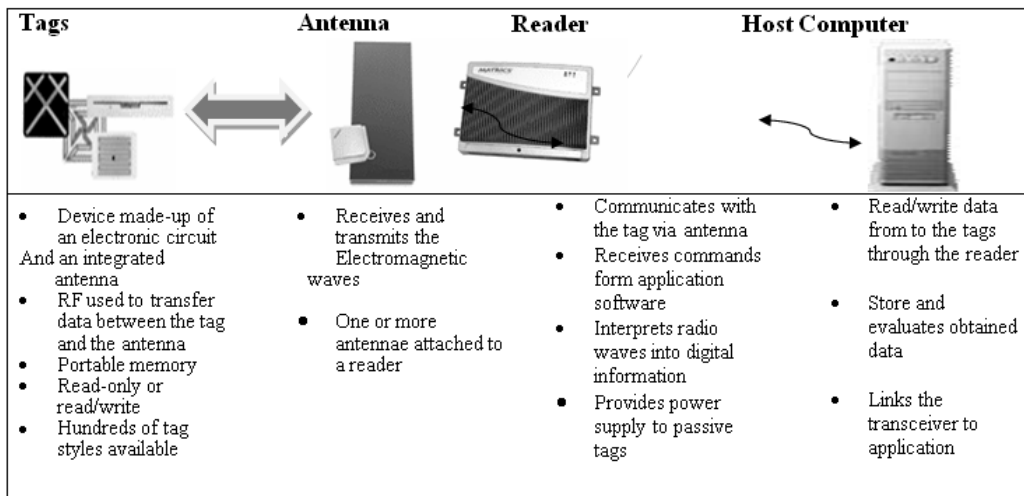 Tags
Antenna
Reader
Host Computer
MATRICS
• Device made-up of
an electronic circuit
And an integrated
antenna
• RF used to transfer
data between the tag
and the antenna
• Portable memory
• Read-only or
read/write
• Hundreds of tag
styles available
• Receives and
transmits the
Electromagnetic
waves
• One or more
antennae attached to
a reader
• Communicates with
the tag via antenna
• Receives commands
form application
software
• Interprets radio
waves into digital
information
• Provides power
supply to passive
tags
• Read/write data
from to the tags
through the reader
• Store and
evaluates obtained
data
• Links the
transceiver to
application